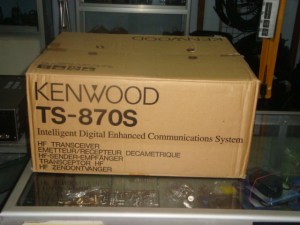 KENWOOD
KENWOOD
TS-870S
Intelligent Digital Enhanced Communications System
HF TRANSCEIVER
EMETTEUR/RECEPTEUR DECAMETRIQUE
HF-SENDER-EMPFÄNGER
TRANSCEPTOR HF
HF ZENDONTVANGER